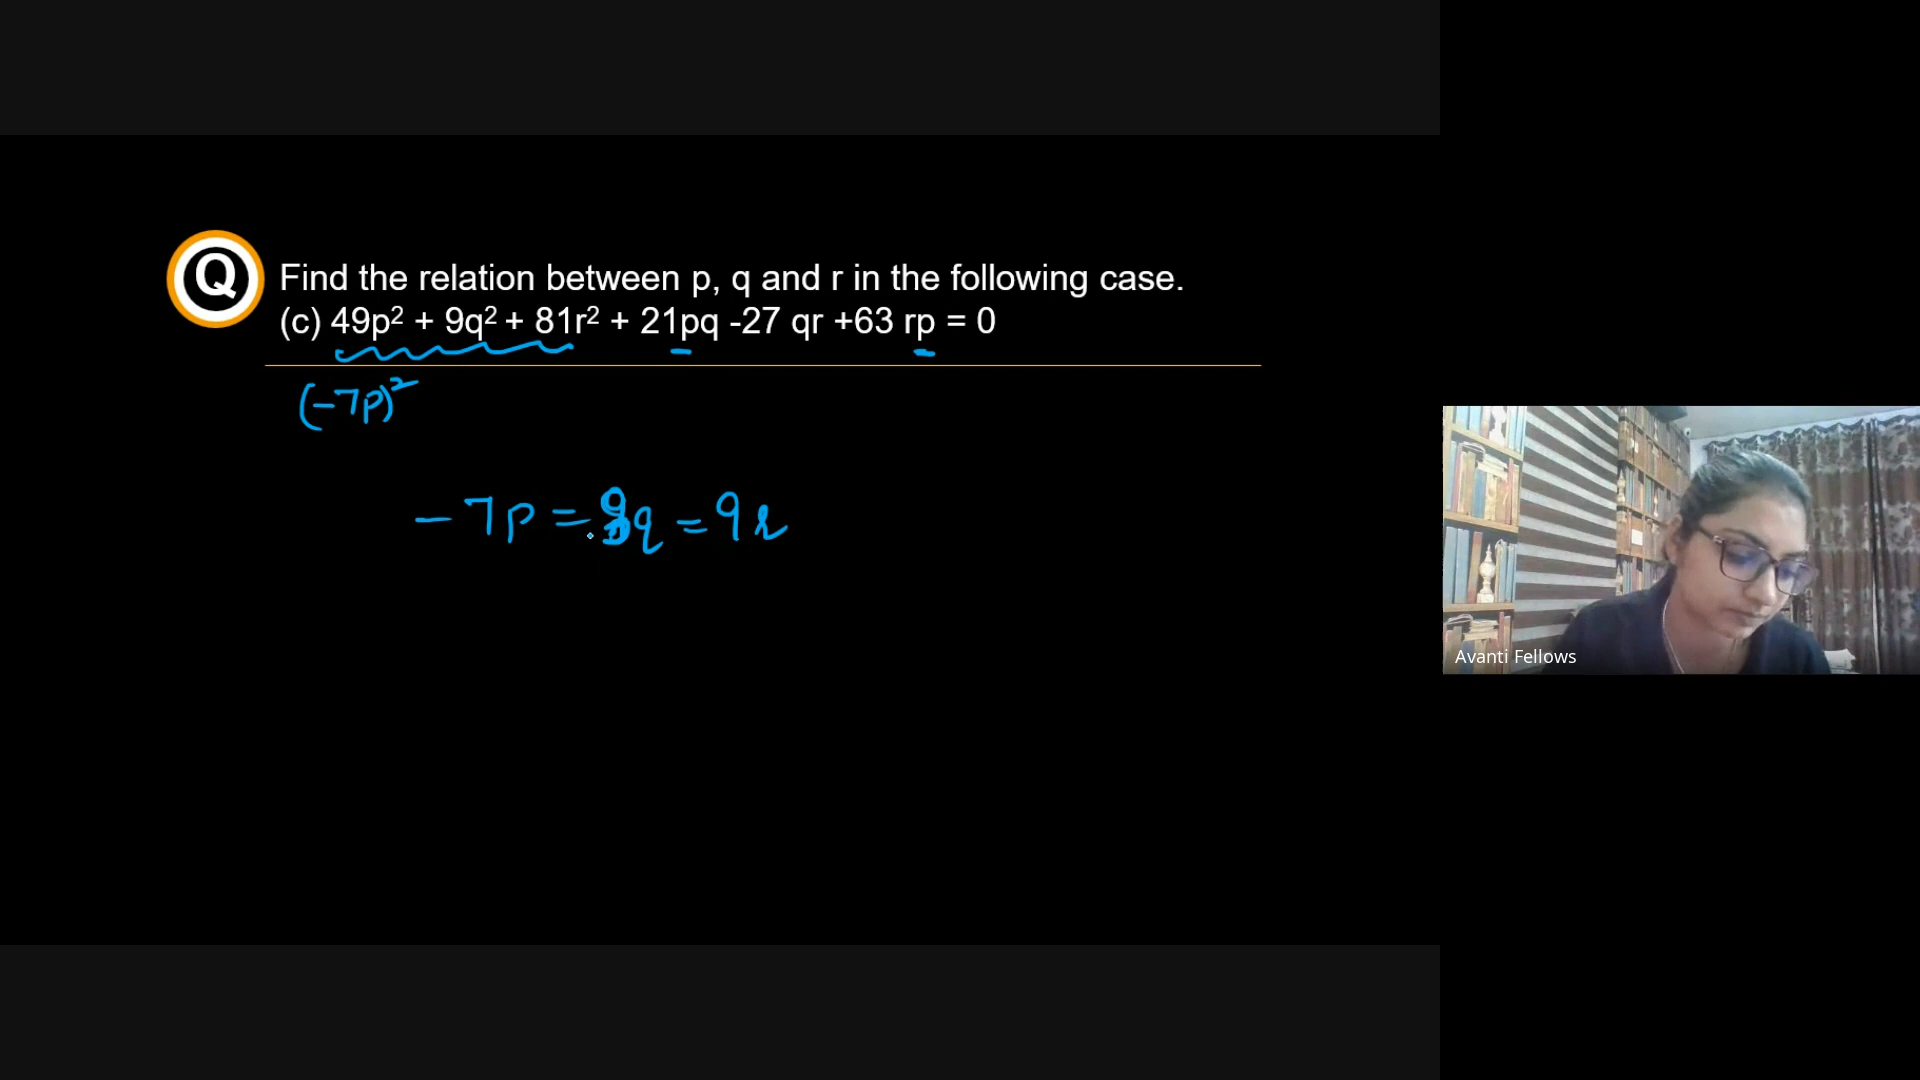 Q
Find the relation between p, q and r in the following case.
(c) 49p² + 9q² + 81r² + 21pq -27 qr +63 rp = 0
(-7p)²
-7p = 3q = 9r
Avanti Fellows